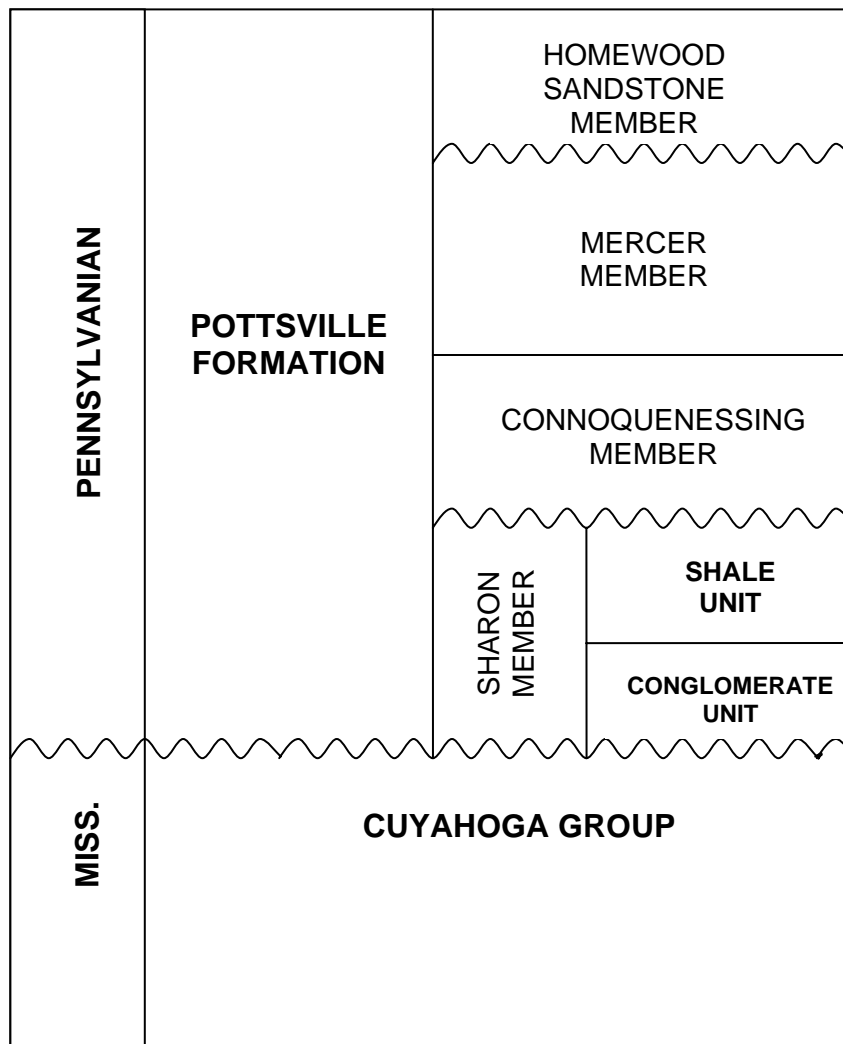 PENNSYLVANIAN
POTTSVILLE
FORMATION
HOMEWOOD
SANDSTONE
MEMBER
MERCER
MEMBER
CONNOQUENESSING
MEMBER
SHARON
MEMBER
SHALE
UNIT
CONGLOMERATE
UNIT
MISS.
CUYAHOGA GROUP